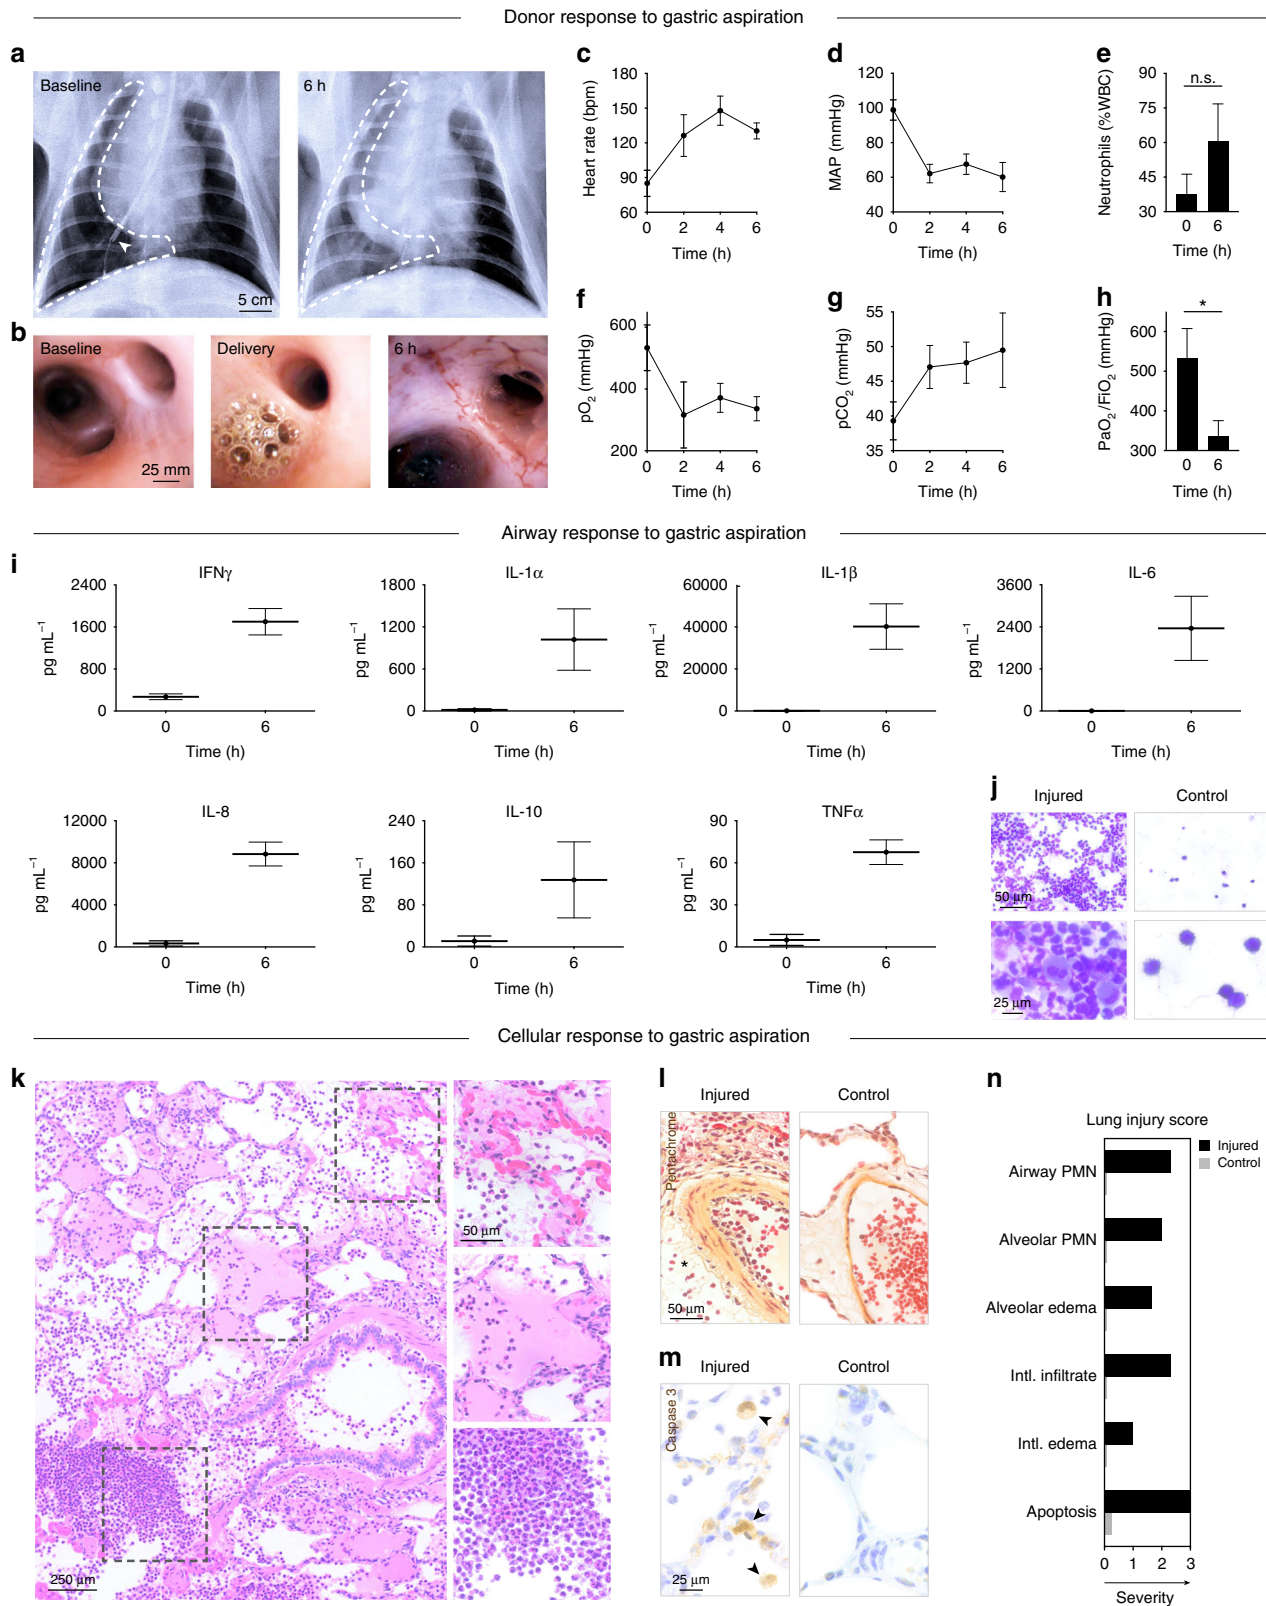 Donor response to gastric aspiration
a
Baseline
6 h
5 cm
b
Baseline
Delivery
6 h
25 mm
c
Heart rate (bpm)
180
150
120
90
60
0 2 4 6
Time (h)
d
MAP (mmHg)
120
100
80
60
40
0 2 4 6
Time (h)
e
Neutrophils (%WBC)
90
75
60
45
30
n.s.
0 6
Time (h)
f
pO₂ (mmHg)
600
400
200
0 2 4 6
Time (h)
g
pCO₂ (mmHg)
55
50
45
40
35
0 2 4 6
Time (h)
h
PaO₂/FiO₂ (mmHg)
600
500
400
300
*
0 6
Time (h)
Airway response to gastric aspiration
i
IFNγ
pg mL⁻¹
2400
1600
800
0
0 6
Time (h)
IL-1α
pg mL⁻¹
1800
1200
600
0
0 6
Time (h)
IL-1β
pg mL⁻¹
60000
40000
20000
0
0 6
Time (h)
IL-6
pg mL⁻¹
3600
2400
1200
0
0 6
Time (h)
IL-8
pg mL⁻¹
12000
8000
4000
0
0 6
Time (h)
IL-10
pg mL⁻¹
240
160
80
0
0 6
Time (h)
TNFα
pg mL⁻¹
90
60
30
0
0 6
Time (h)
j
Injured Control
50 μm
25 μm
Cellular response to gastric aspiration
k
250 μm
50 μm
l
Injured Control
Pentachrome
*
50 μm
m
Injured Control
Caspase 3
25 μm
n
Lung injury score
Injured
Control
Airway PMN
Alveolar PMN
Alveolar edema
Intl. infiltrate
Intl. edema
Apoptosis
0 1 2 3
Severity